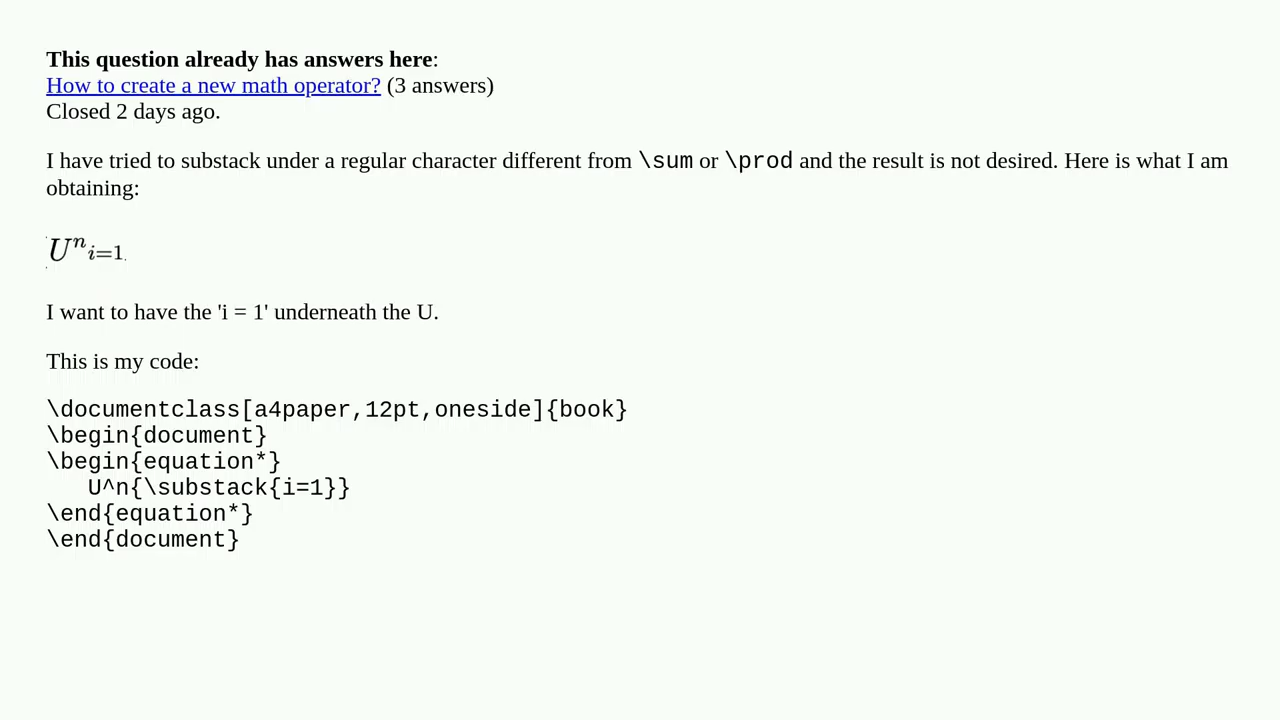 This question already has answers here:
How to create a new math operator? (3 answers)
Closed 2 days ago.
I have tried to substack under a regular character different from \sum or \prod and the result is not desired. Here is what I am
obtaining:
U^n i=1
I want to have the 'i = 1' underneath the U.
This is my code:
\documentclass[a4paper,12pt,oneside]{book}
\begin{document}
\begin{equation*}
   U^n{\substack{i=1}}
\end{equation*}
\end{document}